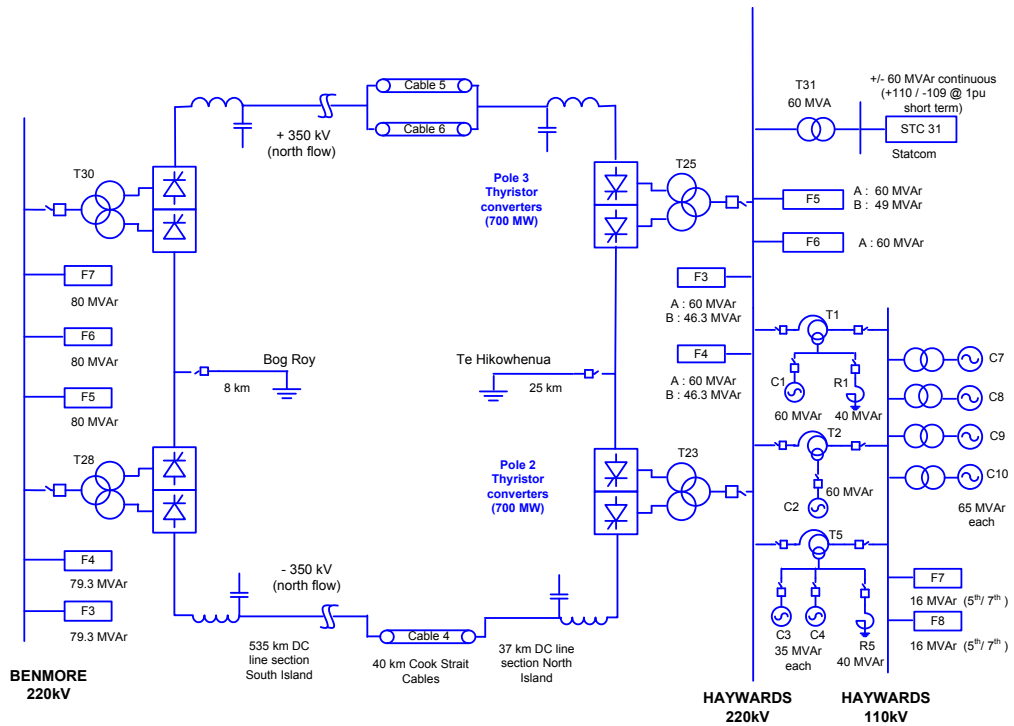 T30
+ 350 kV
(north flow)
Cable 5
Cable 6
Pole 3
Thyristor
converters
(700 MW)
T25
T31
60 MVA
+/- 60 MVAr continuous
(+110 / -109 @ 1pu
short term)
STC 31
Statcom
F5
A : 60 MVAr
B : 49 MVAr
F6
A : 60 MVAr
F7
80 MVAr
F6
80 MVAr
F5
80 MVAr
Bog Roy
8 km
Te Hikowhenua
25 km
F3
A : 60 MVAr
B : 46.3 MVAr
F4
A : 60 MVAr
B : 46.3 MVAr
T1
C1
60 MVAr
R1
40 MVAr
T2
60 MVAr
C2
T5
C3
C4
35 MVAr
each
R5
40 MVAr
C7
C8
C9
C10
65 MVAr
each
F7
16 MVAr (5th/ 7th )
F8
16 MVAr (5th/ 7th )
T28
Pole 2
Thyristor
converters
(700 MW)
T23
F4
79.3 MVAr
F3
79.3 MVAr
- 350 kV
(north flow)
535 km DC
line section
South Island
Cable 4
40 km Cook Strait
Cables
37 km DC line
section North
Island
BENMORE
220kV
HAYWARDS
220kV
HAYWARDS
110kV